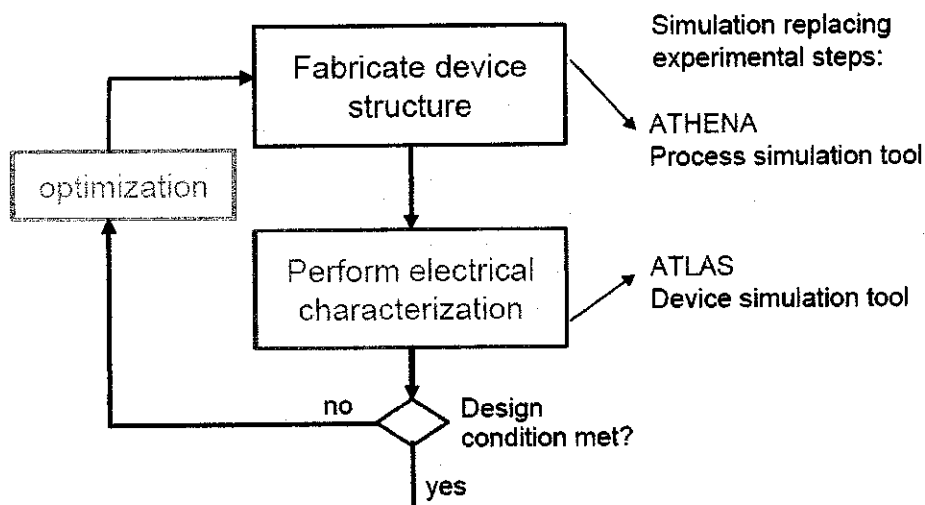 Simulation replacing
experimental steps:
Fabricate device
structure
ATHENA
Process simulation tool
optimization
Perform electrical
characterization
ATLAS
Device simulation tool
no
Design
condition met?
yes